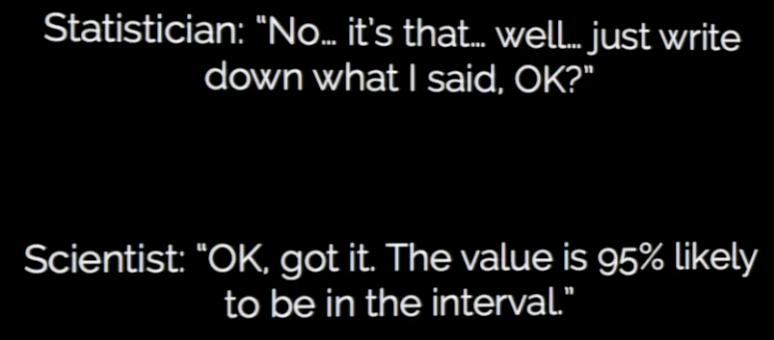 Statistician: "No... it's that... well... just write
down what I said, OK?"
Scientist: "OK, got it. The value is 95% likely
to be in the interval."